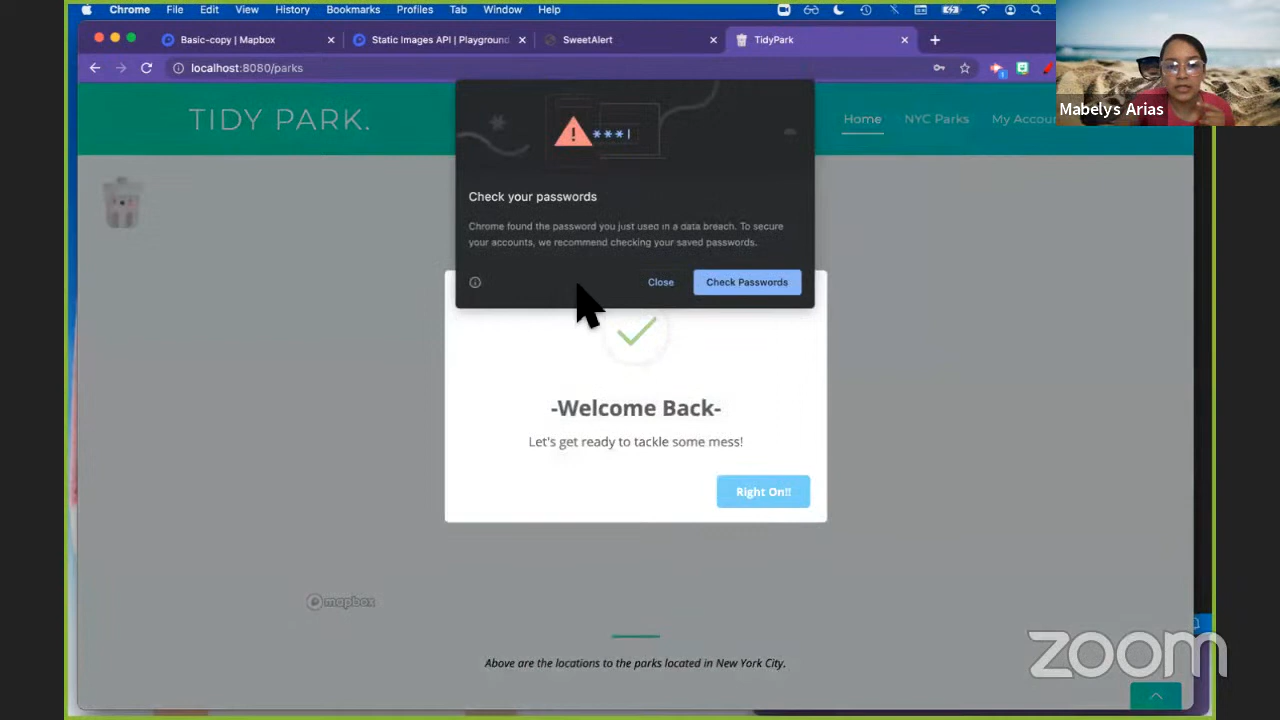 Chrome File Edit View History Bookmarks Profiles Tab Window Help
Basic-copy | Mapbox
Static Images API | Playground
SweetAlert
TidyPark
localhost:8080/parks
Mabelys Arias
TIDY PARK.
Home NYC Parks My Accou
***|
Check your passwords
Chrome found the password you just used in a data breach. To secure
your accounts, we recommend checking your saved passwords.
Close
Check Passwords
-Welcome Back-
Let's get ready to tackle some mess!
Right On!!
mapbox
Above are the locations to the parks located in New York City.
zoom